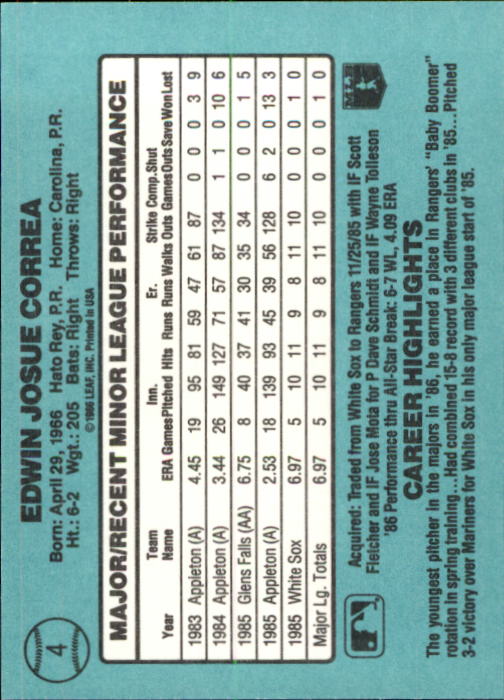 4
EDWIN JOSUE CORREA
Born: April 29, 1966 Hato Rey, P.R. Home: Carolina, P.R.
Ht.: 6-2 Wgt.: 205 Bats: Right Throws: Right
©1986 LEAF, INC. Printed in USA
MAJOR/RECENT MINOR LEAGUE PERFORMANCE
Team Inn. Er. Strike Comp. Shut
Year Name ERA Games Pitched Hits Runs Runs Walks Outs Games Outs Save Won Lost
1983 Appleton (A) 4.45 19 95 81 59 47 61 87 0 0 0 3 9
1984 Appleton (A) 3.44 26 149 127 71 57 87 134 1 1 0 10 6
1985 Glens Falls (AA) 6.75 8 40 37 41 30 35 34 0 0 0 1 5
1985 Appleton (A) 2.53 18 139 93 45 39 56 128 6 2 0 13 3
1985 White Sox 6.97 5 10 11 9 8 11 10 0 0 0 1 0
Major Lg. Totals 6.97 5 10 11 9 8 11 10 0 0 0 1 0
Acquired: Traded from White Sox to Rangers 11/25/85 with IF Scott
Fletcher and IF Jose Mota for P Dave Schmidt and IF Wayne Tolleson
'86 Performance thru All-Star Break: 6-7 WL, 4.09 ERA
MLB
CAREER HIGHLIGHTS
The youngest pitcher in the majors in '86, he earned a place in Rangers' "Baby Boomer"
rotation in spring training...Had combined 15-8 record with 3 different clubs in '85...Pitched
3-2 victory over Mariners for White Sox in his only major league start of '85.